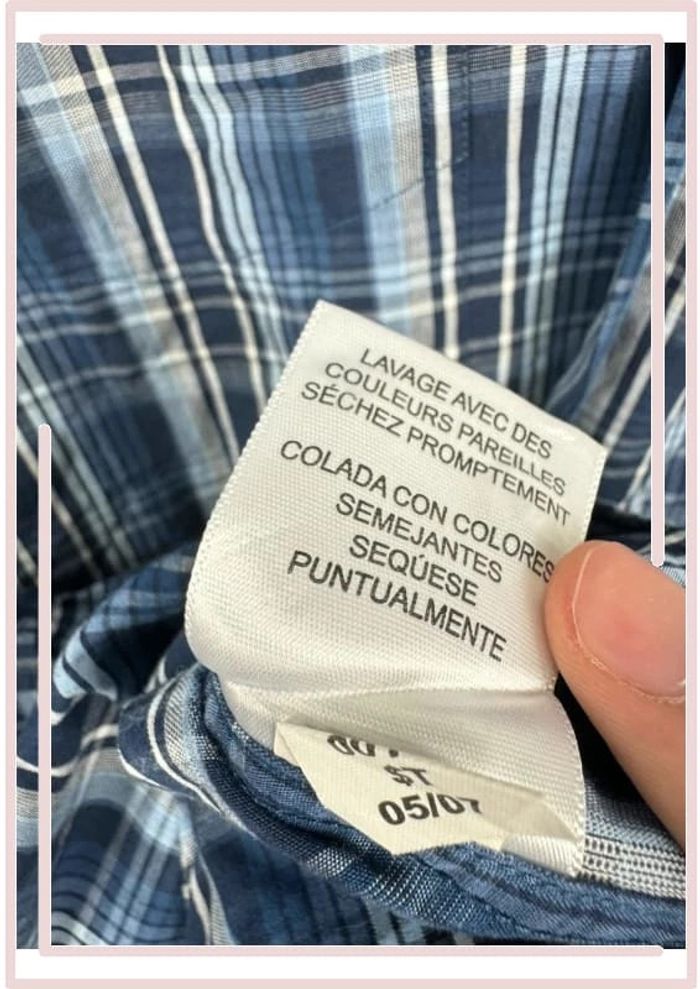 LAVAGE AVEC DES
COULEURS PAREILLES
SÉCHEZ PROMPTEMENT
COLADA CON COLORES
SEMEJANTES
SEQÚESE
PUNTUALMENTE
$T
05/07